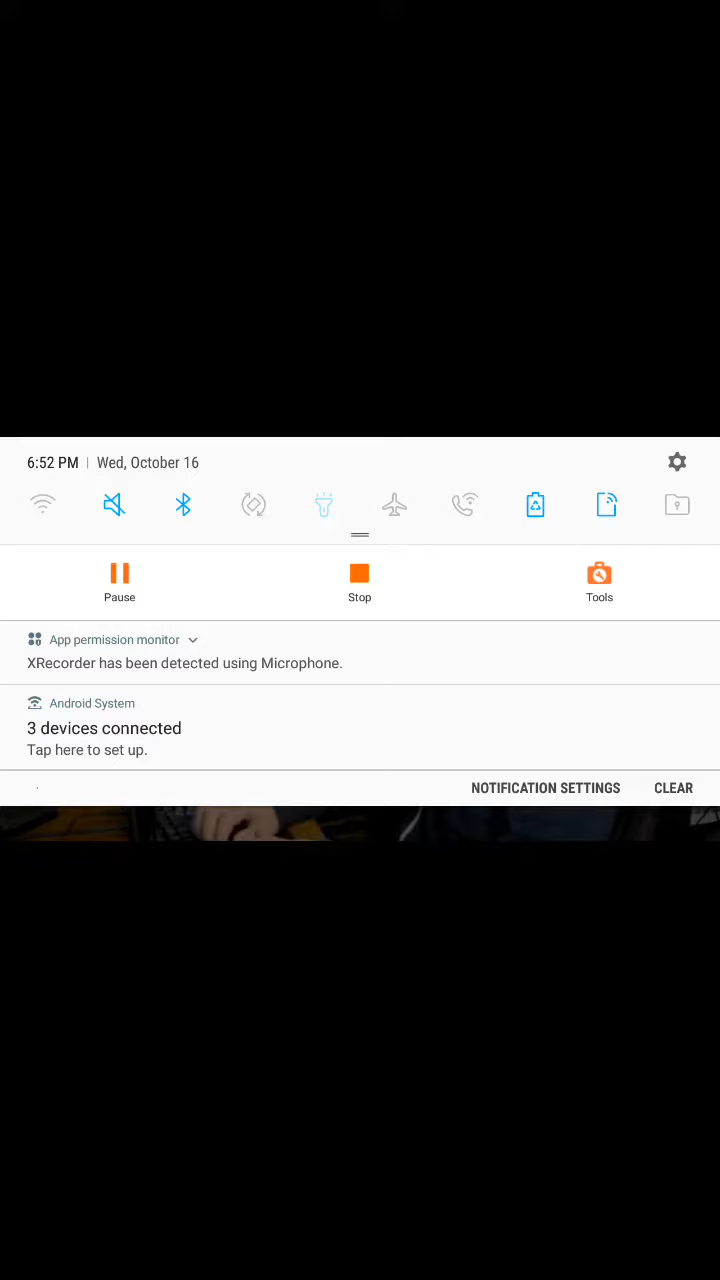 6:52 PM | Wed, October 16
Pause
Stop
Tools
App permission monitor
XRecorder has been detected using Microphone.
Android System
3 devices connected
Tap here to set up.
NOTIFICATION SETTINGS
CLEAR